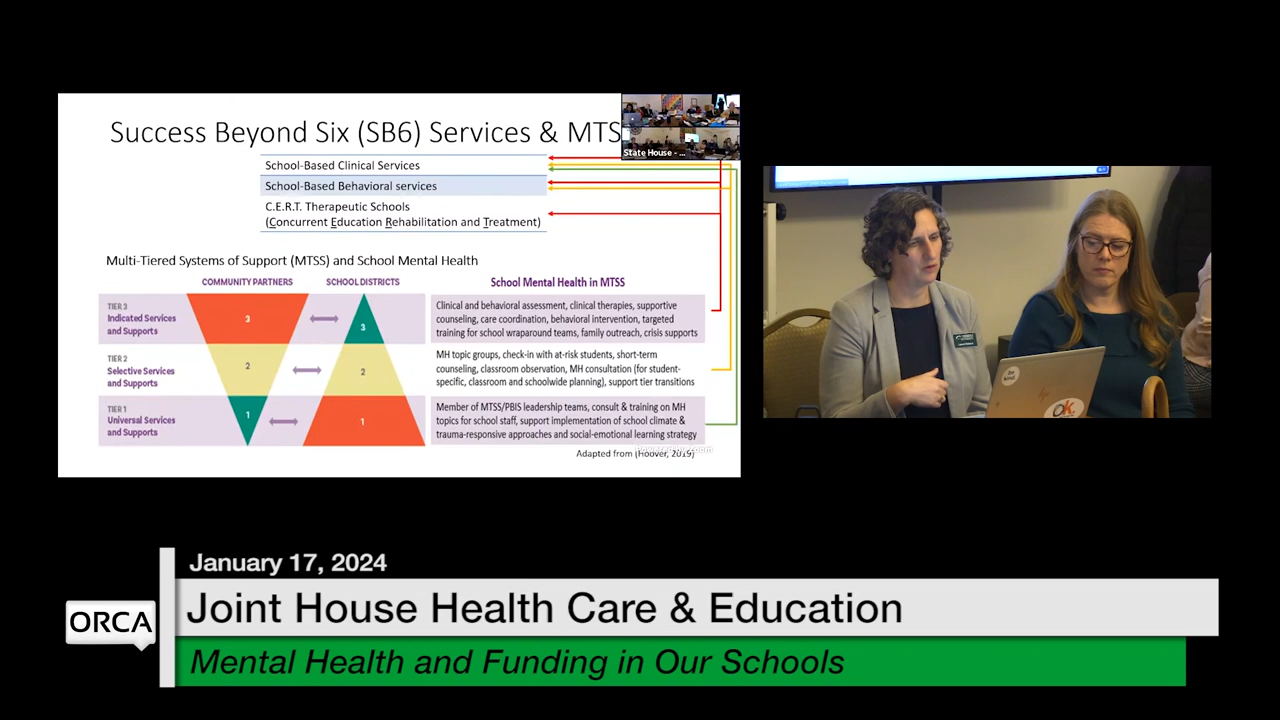 Success Beyond Six (SB6) Services & MTS
State House - ...
School-Based Clinical Services
School-Based Behavioral services
C.E.R.T. Therapeutic Schools
(Concurrent Education Rehabilitation and Treatment)
Multi-Tiered Systems of Support (MTSS) and School Mental Health
COMMUNITY PARTNERS
SCHOOL DISTRICTS
School Mental Health in MTSS
TIER 3
Indicated Services
and Supports
3
3
Clinical and behavioral assessment, clinical therapies, supportive
counseling, care coordination, behavioral intervention, targeted
training for school wraparound teams, family outreach, crisis supports
TIER 2
Selective Services
and Supports
2
2
MH topic groups, check-in with at-risk students, short-term
counseling, classroom observation, MH consultation (for student-
specific, classroom and schoolwide planning), support tier transitions
TIER 1
Universal Services
and Supports
1
1
Member of MTSS/PBIS leadership teams, consult & training on MH
topics for school staff, support implementation of school climate &
trauma-responsive approaches and social-emotional learning strategy
Adapted from (Hoover, 2019)
be kind
OK.
January 17, 2024
ORCA
Joint House Health Care & Education
Mental Health and Funding in Our Schools